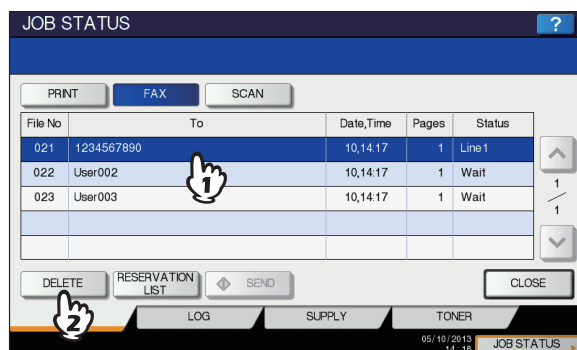 JOB STATUS ?
PRINT FAX SCAN
File No To Date,Time Pages Status
021 1234567890 10,14:17 1 Line1
022 User002 10,14:17 1 Wait
023 User003 10,14:17 1 Wait
1
1
1
DELETE RESERVATION
LIST SEND CLOSE
2
LOG SUPPLY TONER
05/10/2013
14:18 JOB STATUS